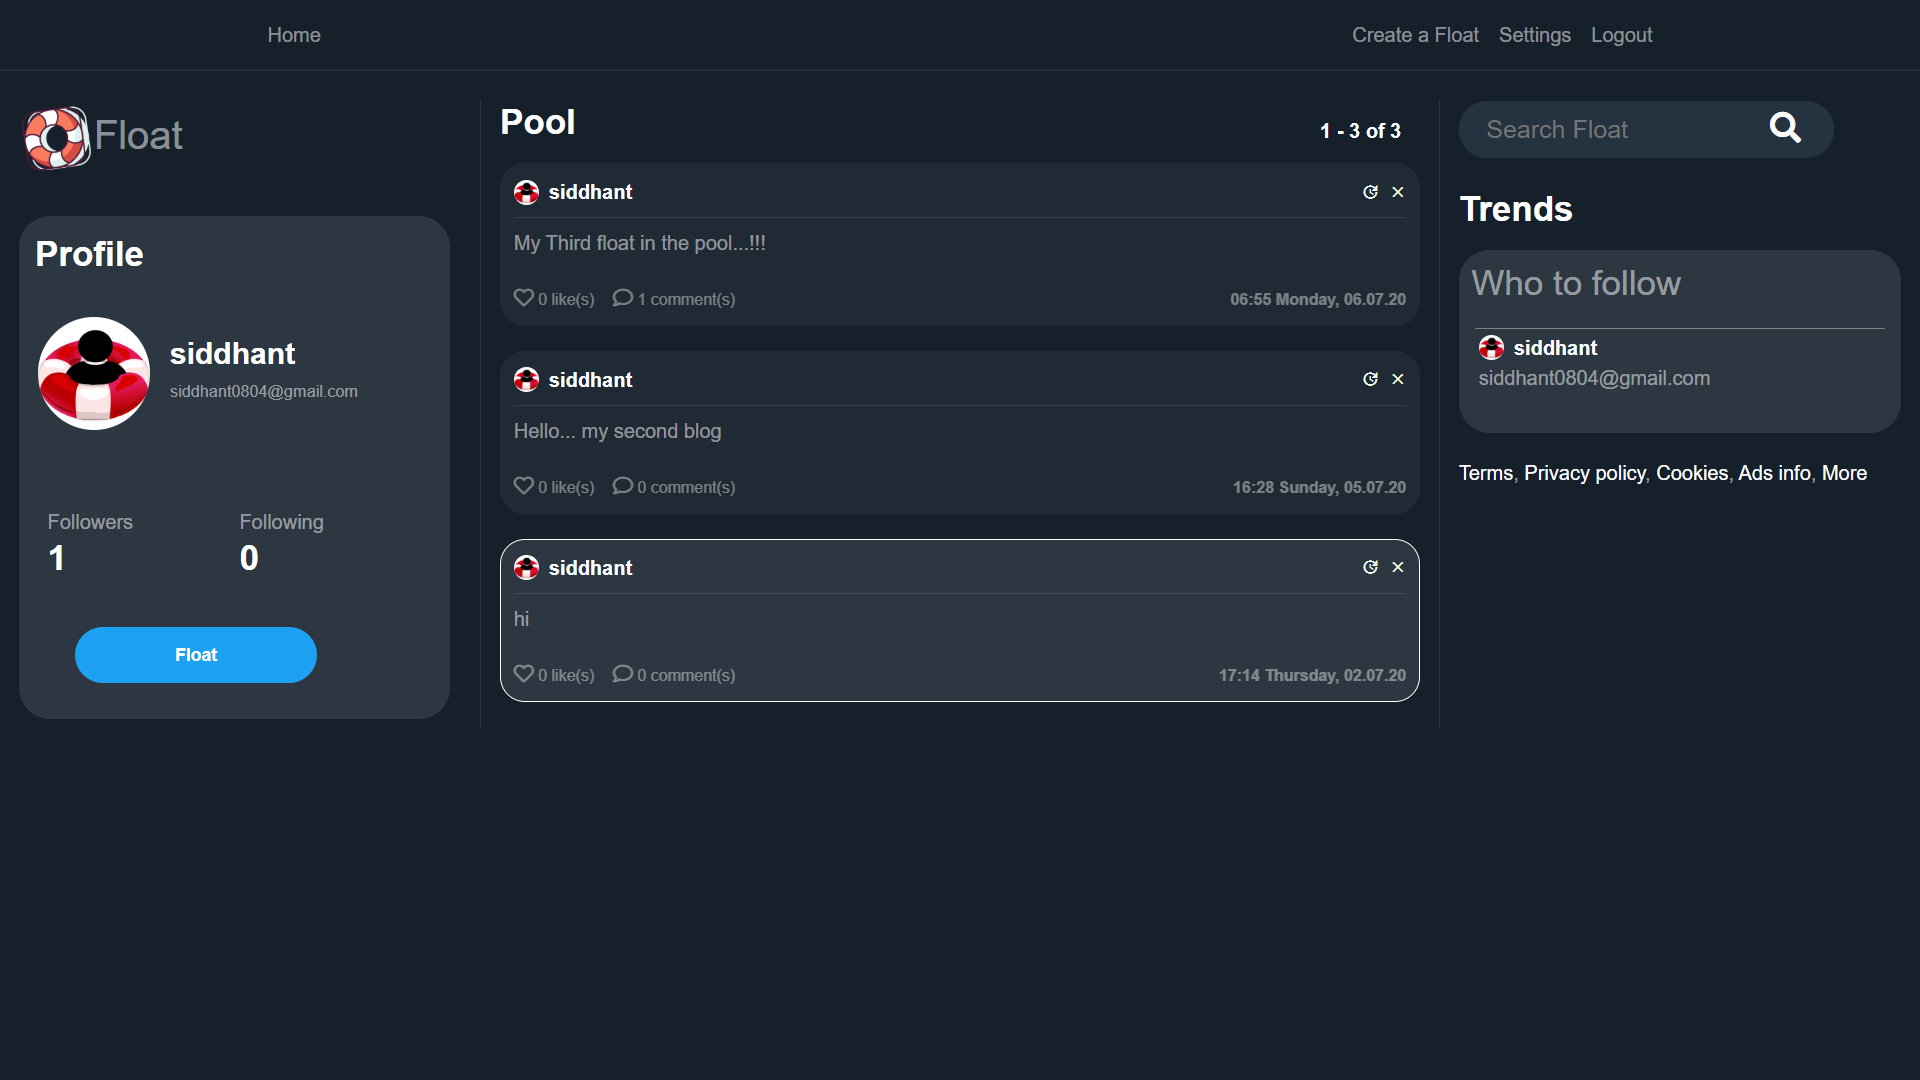 Home
Create a Float Settings Logout
Float
Profile
siddhant
siddhant0804@gmail.com
Followers Following
1 0
Float
Pool
1 - 3 of 3
siddhant
My Third float in the pool...!!!
0 like(s) 1 comment(s) 06:55 Monday, 06.07.20
siddhant
Hello... my second blog
0 like(s) 0 comment(s) 16:28 Sunday, 05.07.20
siddhant
hi
0 like(s) 0 comment(s) 17:14 Thursday, 02.07.20
Search Float
Trends
Who to follow
siddhant
siddhant0804@gmail.com
Terms, Privacy policy, Cookies, Ads info, More